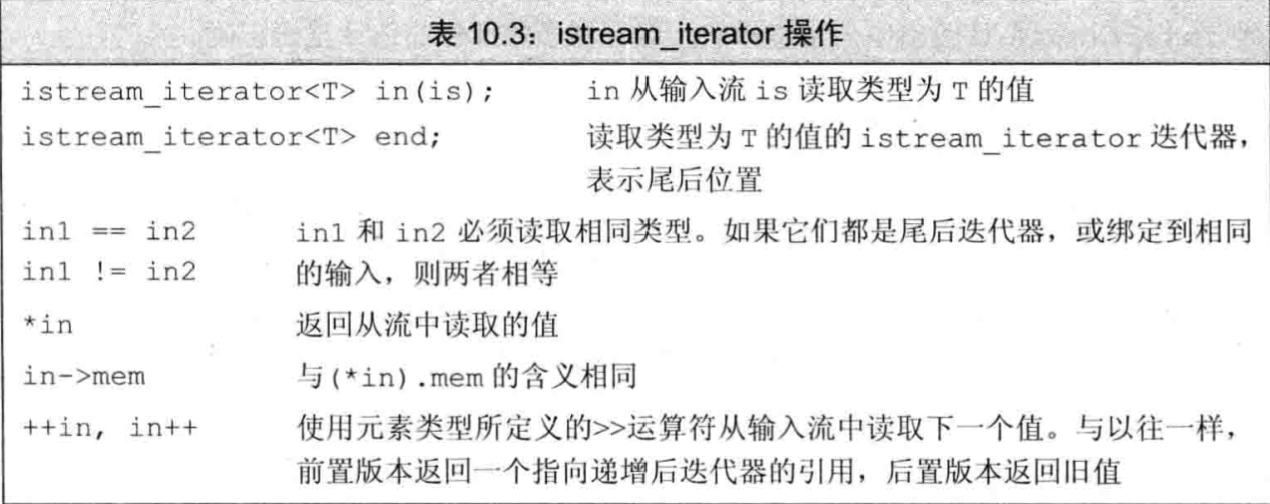 表 10.3：istream_iterator 操作
istream_iterator<T> in(is); in 从输入流 is 读取类型为 T 的值
istream_iterator<T> end; 读取类型为 T 的值的 istream_iterator 迭代器，
表示尾后位置
in1 == in2 in1 和 in2 必须读取相同类型。如果它们都是尾后迭代器，或绑定到相同
in1 != in2 的输入，则两者相等
*in 返回从流中读取的值
in->mem 与(*in).mem 的含义相同
++in, in++ 使用元素类型所定义的>>运算符从输入流中读取下一个值。与以往一样，
前置版本返回一个指向递增后迭代器的引用，后置版本返回旧值